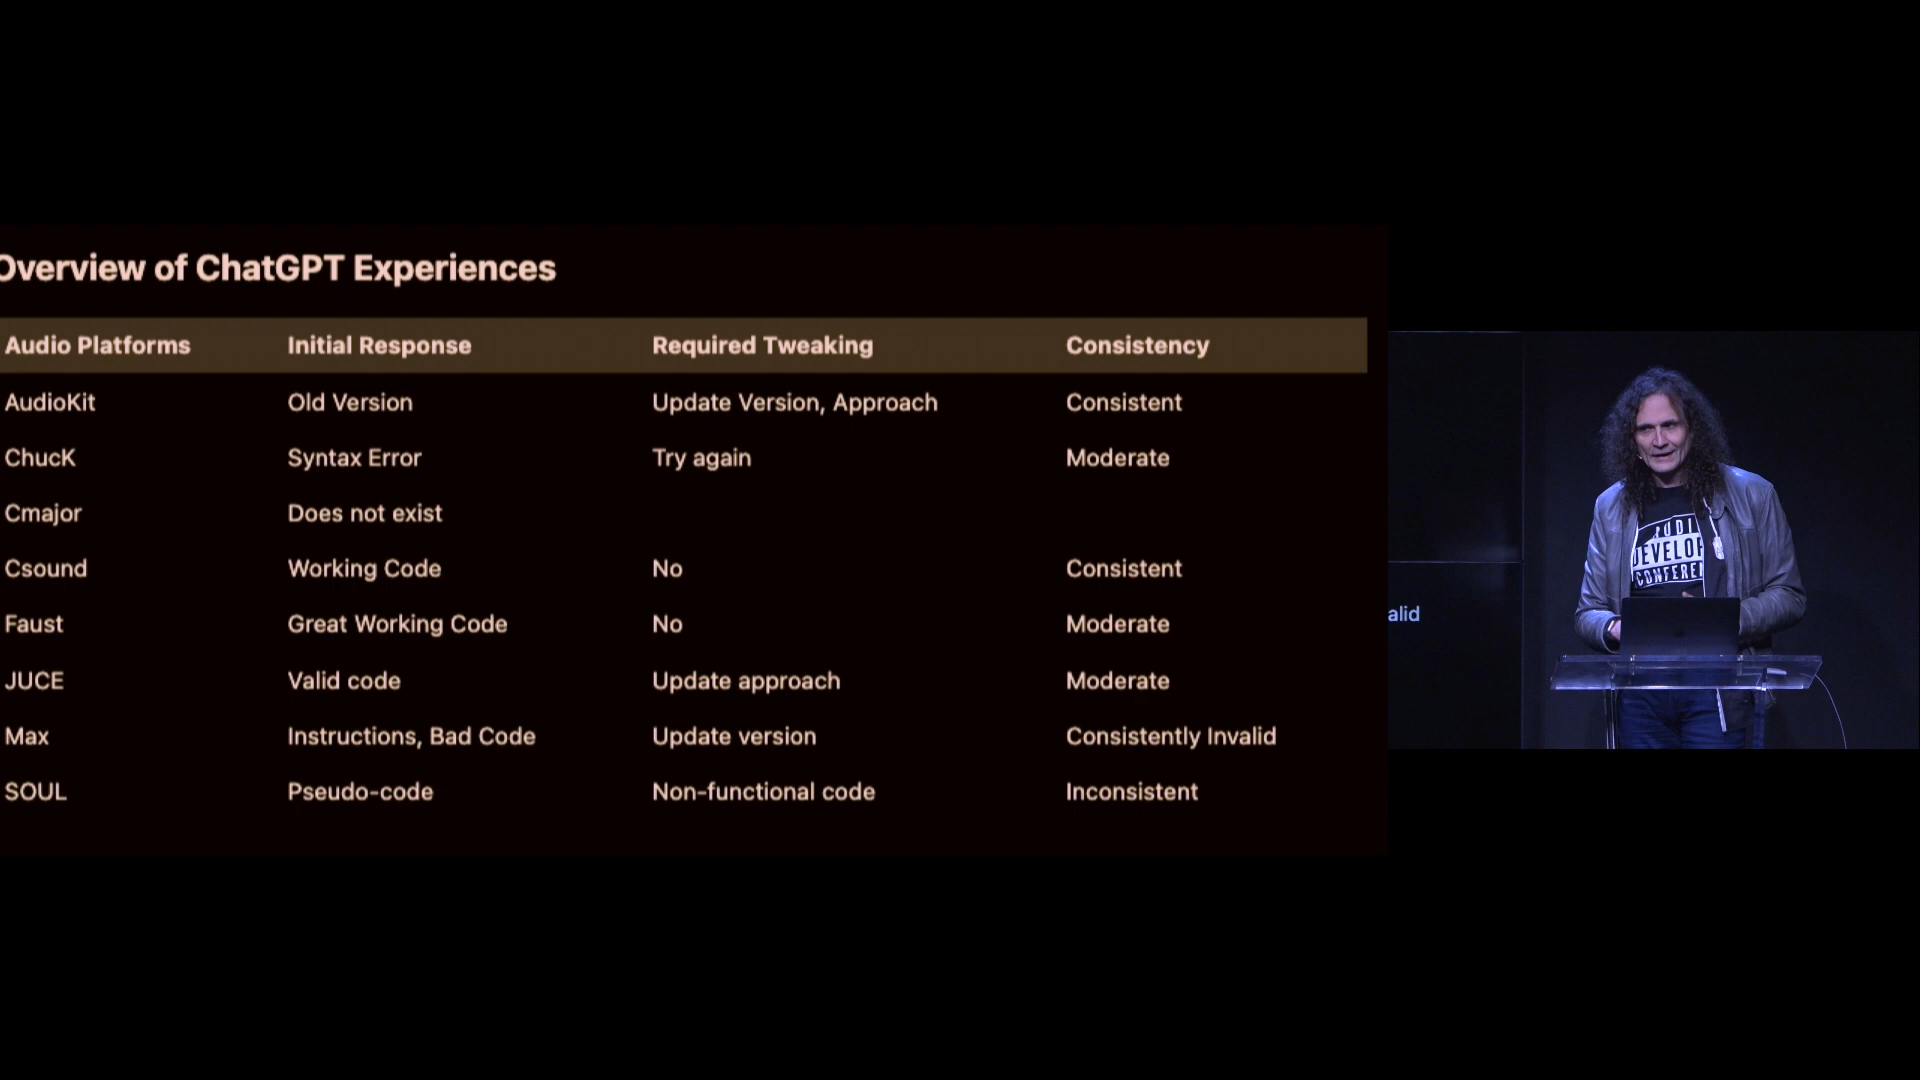 Overview of ChatGPT Experiences
Audio Platforms Initial Response Required Tweaking Consistency
AudioKit Old Version Update Version, Approach Consistent
ChucK Syntax Error Try again Moderate
Cmajor Does not exist
Csound Working Code No Consistent
Faust Great Working Code No Moderate
JUCE Valid code Update approach Moderate
Max Instructions, Bad Code Update version Consistently Invalid
SOUL Pseudo-code Non-functional code Inconsistent
alid